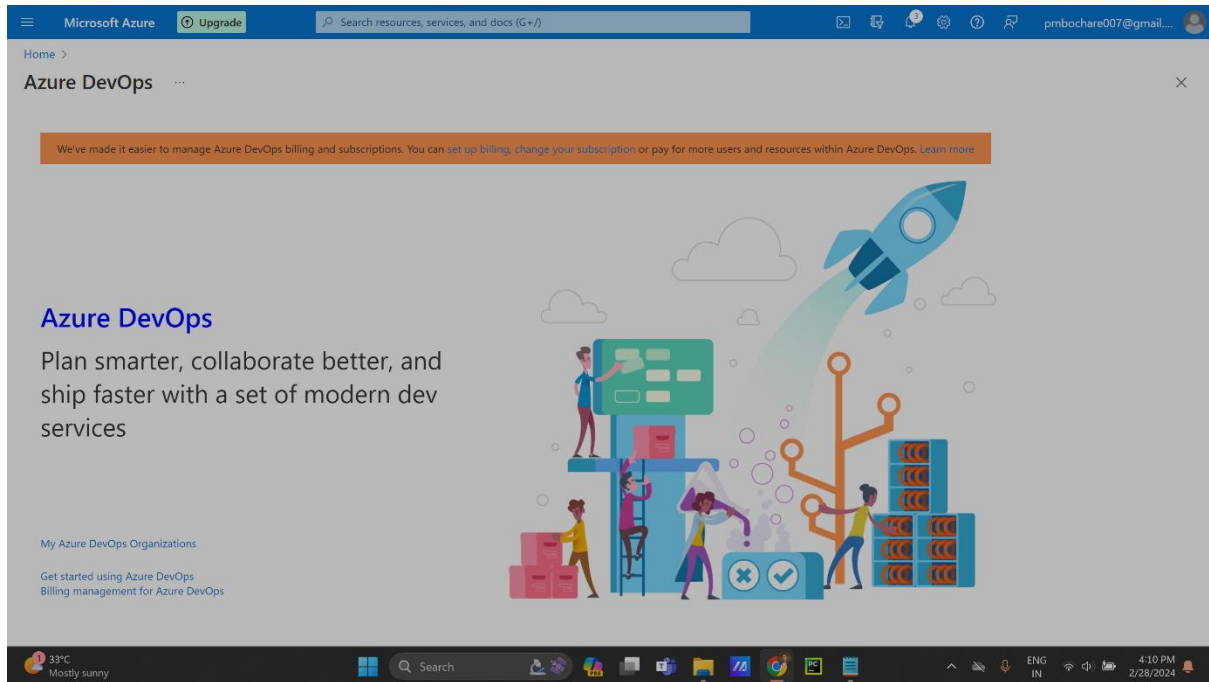 Microsoft Azure
Upgrade
Search resources, services, and docs (G+/)
3
pmbochare007@gmail....
Home >
Azure DevOps ...
We've made it easier to manage Azure DevOps billing and subscriptions. You can set up billing, change your subscription or pay for more users and resources within Azure DevOps. Learn more
Azure DevOps
Plan smarter, collaborate better, and
ship faster with a set of modern dev
services
My Azure DevOps Organizations
Get started using Azure DevOps
Billing management for Azure DevOps
1
33°C
Mostly sunny
Search
PRE
PC
ENG
IN
4:10 PM
2/28/2024